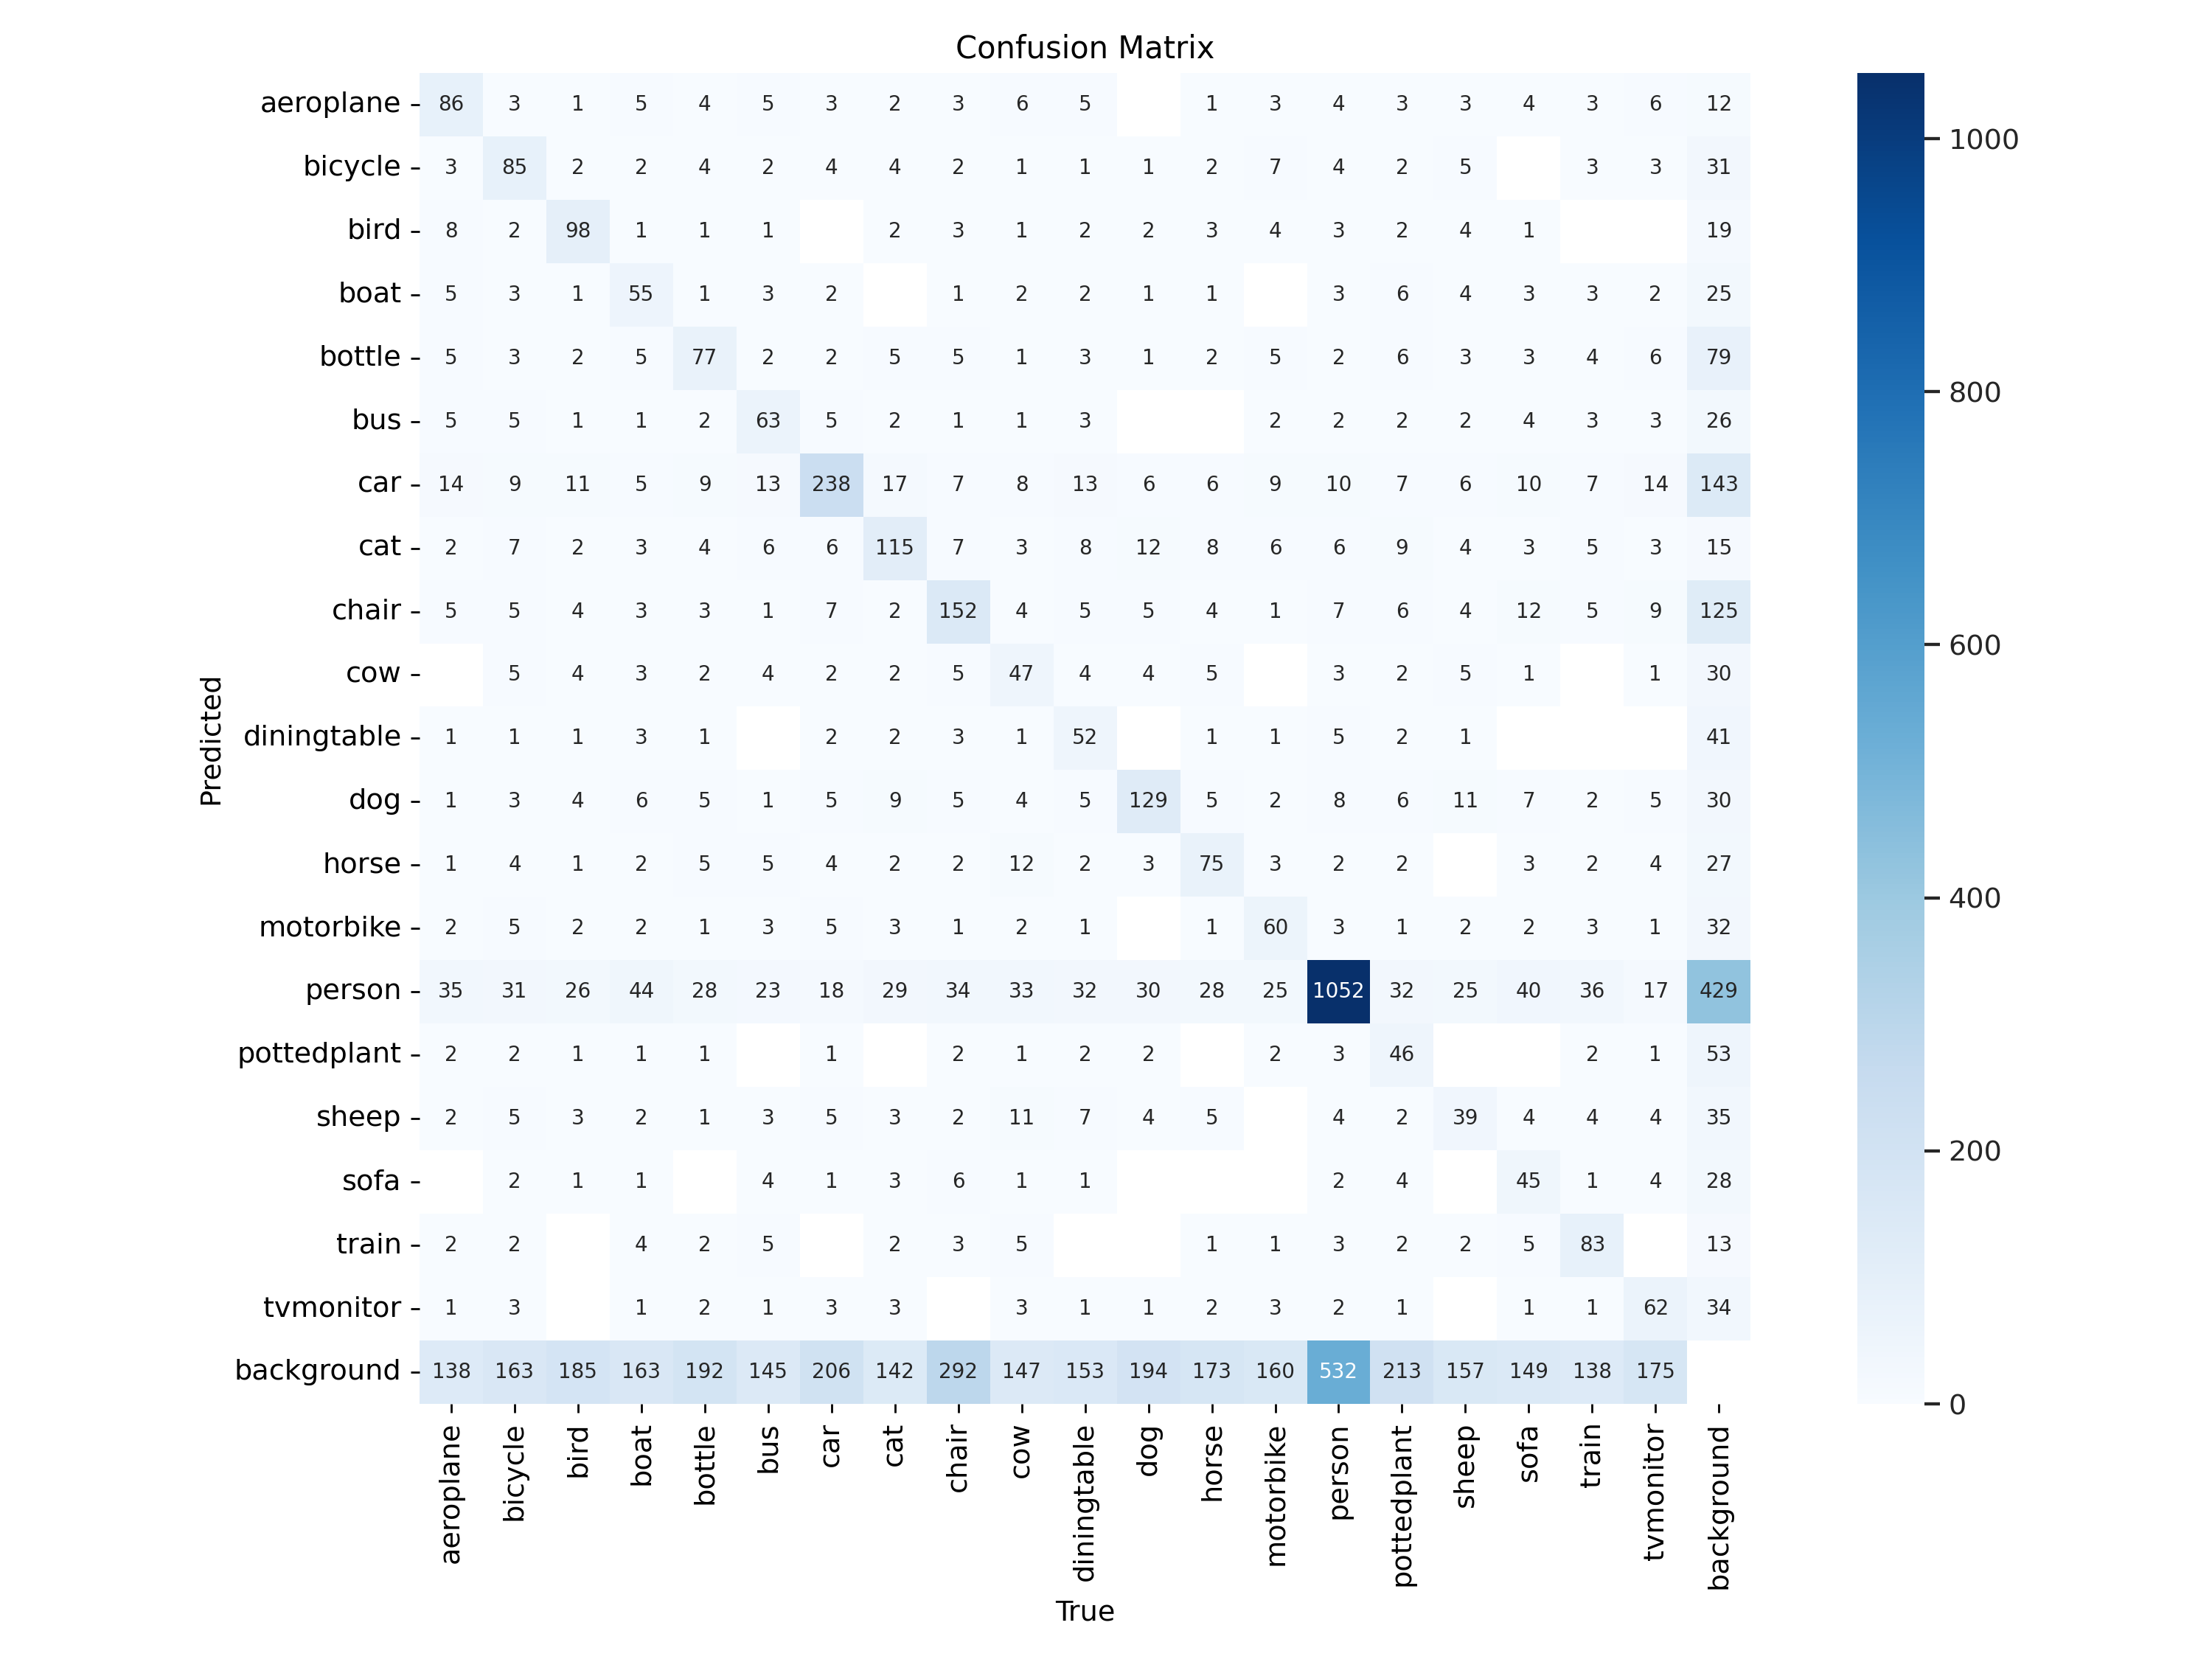 Confusion Matrix
aeroplane 86 3 1 5 4 5 3 2 3 6 5 1 3 4 3 3 4 3 6 12
bicycle 3 85 2 2 4 2 4 4 2 1 1 1 2 7 4 2 5 3 3 31
bird 8 2 98 1 1 1 2 3 1 2 2 3 4 3 2 4 1 19
boat 5 3 1 55 1 3 2 1 2 2 1 1 3 6 4 3 3 2 25
bottle 5 3 2 5 77 2 2 5 5 1 3 1 2 5 2 6 3 3 4 6 79
bus 5 5 1 1 2 63 5 2 1 1 3 2 2 2 2 4 3 3 26
car 14 9 11 5 9 13 238 17 7 8 13 6 6 9 10 7 6 10 7 14 143
cat 2 7 2 3 4 6 6 115 7 3 8 12 8 6 6 9 4 3 5 3 15
chair 5 5 4 3 3 1 7 2 152 4 5 5 4 1 7 6 4 12 5 9 125
cow 5 4 3 2 4 2 2 5 47 4 4 5 3 2 5 1 1 30
diningtable 1 1 1 3 1 2 2 3 1 52 1 1 5 2 1 41
dog 1 3 4 6 5 1 5 9 5 4 5 129 5 2 8 6 11 7 2 5 30
horse 1 4 1 2 5 5 4 2 2 12 2 3 75 3 2 2 3 2 4 27
motorbike 2 5 2 2 1 3 5 3 1 2 1 1 60 3 1 2 2 3 1 32
person 35 31 26 44 28 23 18 29 34 33 32 30 28 25 1052 32 25 40 36 17 429
pottedplant 2 2 1 1 1 1 2 1 2 2 2 3 46 2 1 53
sheep 2 5 3 2 1 3 5 3 2 11 7 4 5 4 2 39 4 4 4 35
sofa 2 1 1 4 1 3 6 1 1 2 4 45 1 4 28
train 2 2 4 2 5 2 3 5 1 1 3 2 2 5 83 13
tvmonitor 1 3 1 2 1 3 3 3 1 1 2 3 2 1 1 1 62 34
background 138 163 185 163 192 145 206 142 292 147 153 194 173 160 532 213 157 149 138 175
aeroplane bicycle bird boat bottle bus car cat chair cow diningtable dog horse motorbike person pottedplant sheep sofa train tvmonitor background
True
Predicted
1000
800
600
400
200
0